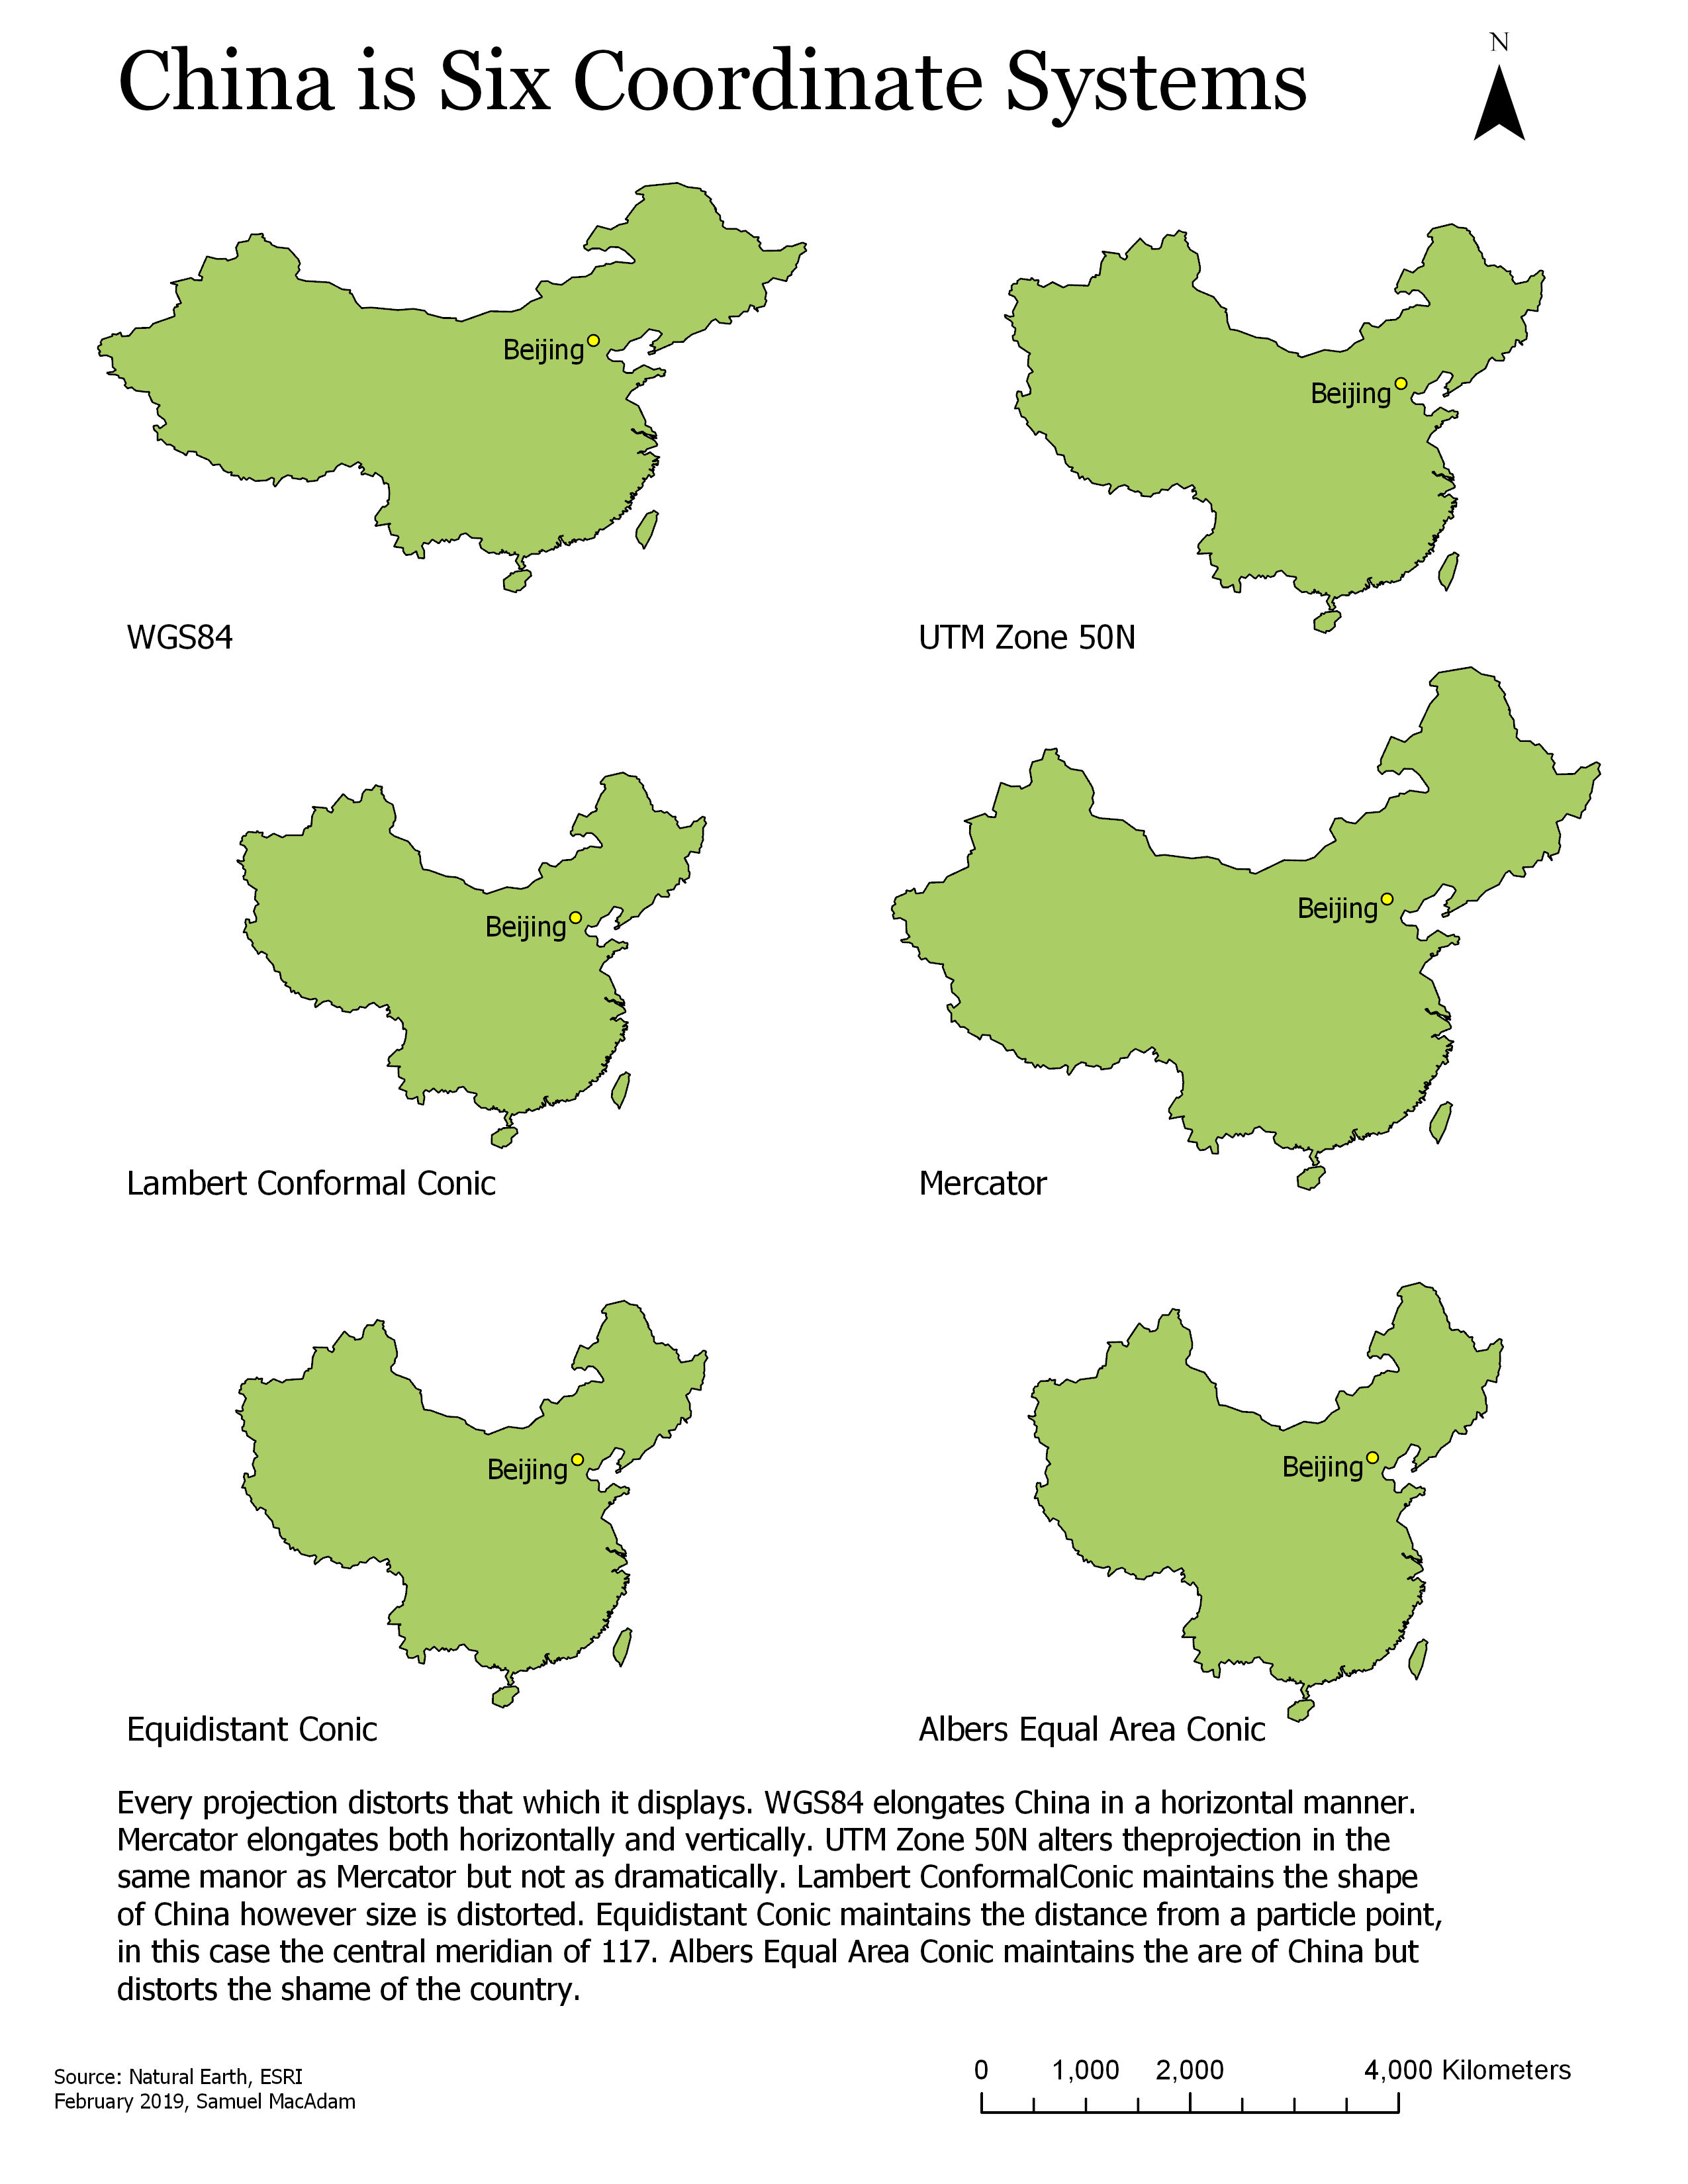 China is Six Coordinate Systems
N
Beijing
Beijing
WGS84
UTM Zone 50N
Beijing
Beijing
Lambert Conformal Conic
Mercator
Beijing
Beijing
Equidistant Conic
Albers Equal Area Conic
Every projection distorts that which it displays. WGS84 elongates China in a horizontal manner.
Mercator elongates both horizontally and vertically. UTM Zone 50N alters theprojection in the
same manor as Mercator but not as dramatically. Lambert ConformalConic maintains the shape
of China however size is distorted. Equidistant Conic maintains the distance from a particle point,
in this case the central meridian of 117. Albers Equal Area Conic maintains the are of China but
distorts the shame of the country.
Source: Natural Earth, ESRI
February 2019, Samuel MacAdam
0 1,000 2,000 4,000 Kilometers